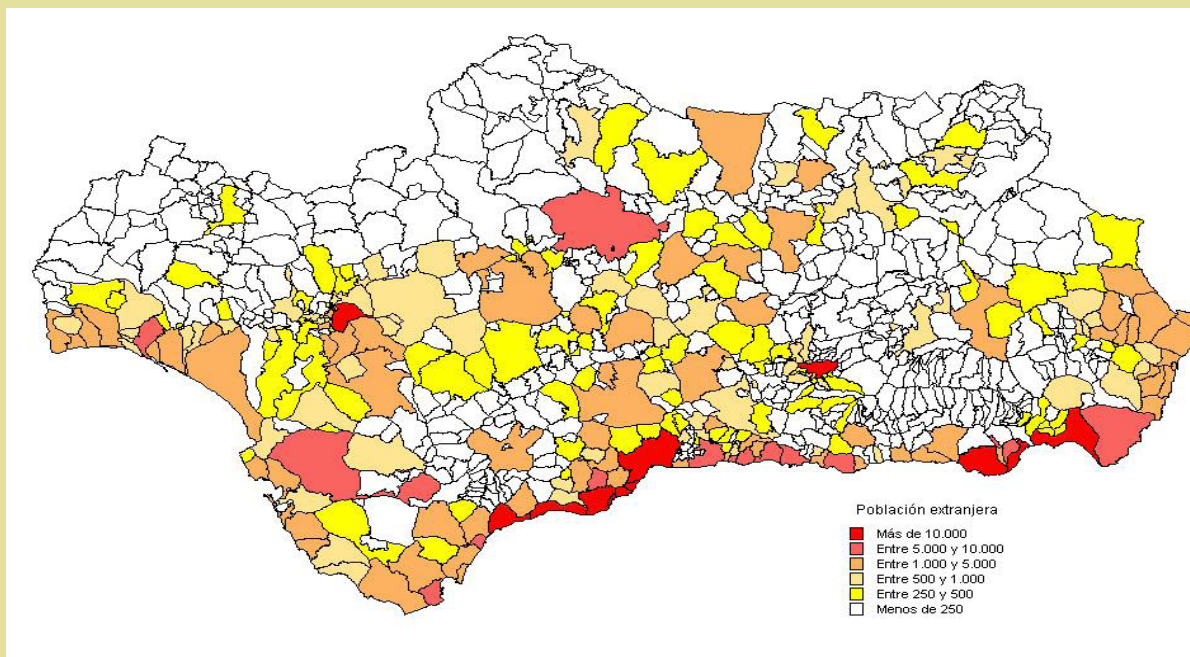 Población extranjera
Más de 10.000
Entre 5.000 y 10.000
Entre 1.000 y 5.000
Entre 500 y 1.000
Entre 250 y 500
Menos de 250